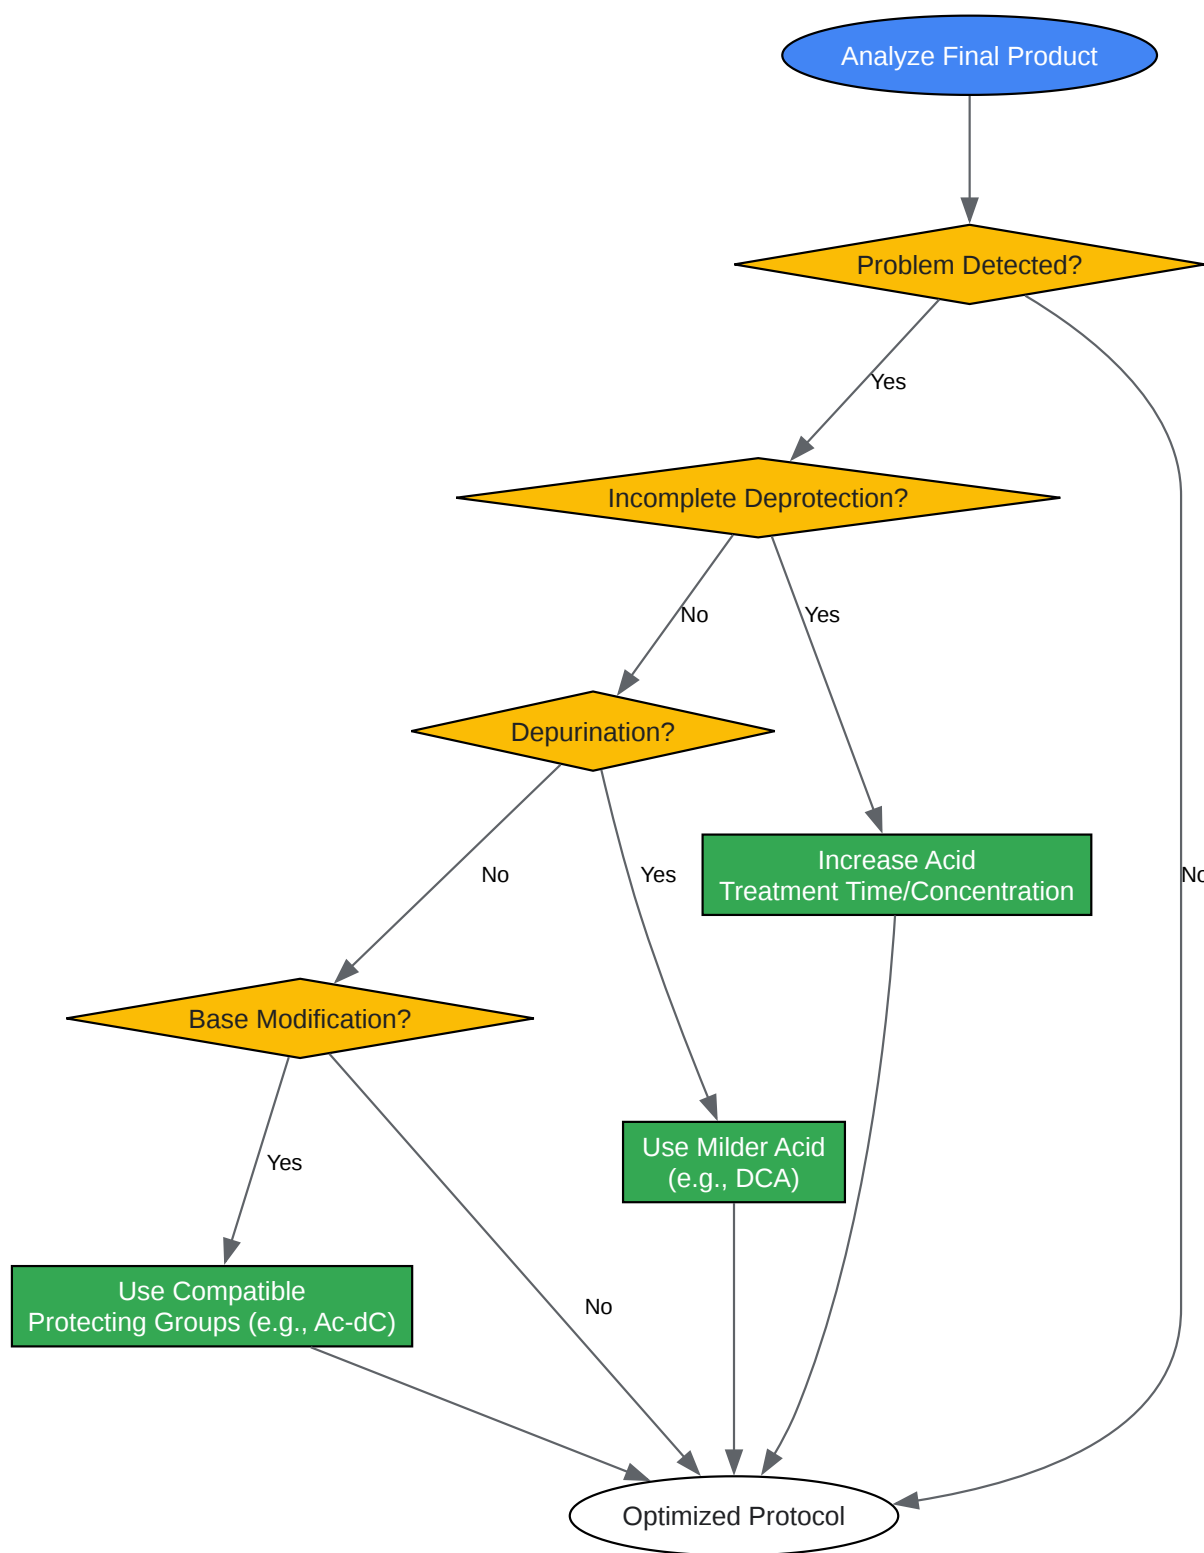 Analyze Final Product
Problem Detected?
Yes
Incomplete Deprotection?
No
Yes
Depurination?
Increase Acid
Treatment Time/Concentration
No
Yes
No
Base Modification?
Use Milder Acid
(e.g., DCA)
Yes
Use Compatible
Protecting Groups (e.g., Ac-dC)
No
Optimized Protocol